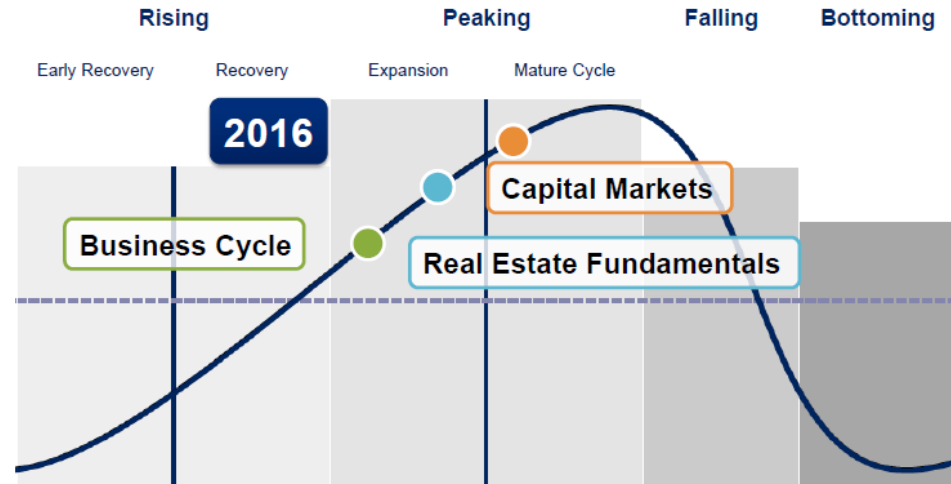 Rising
Peaking
Falling
Bottoming
Early Recovery
Recovery
Expansion
Mature Cycle
2016
Capital Markets
Business Cycle
Real Estate Fundamentals